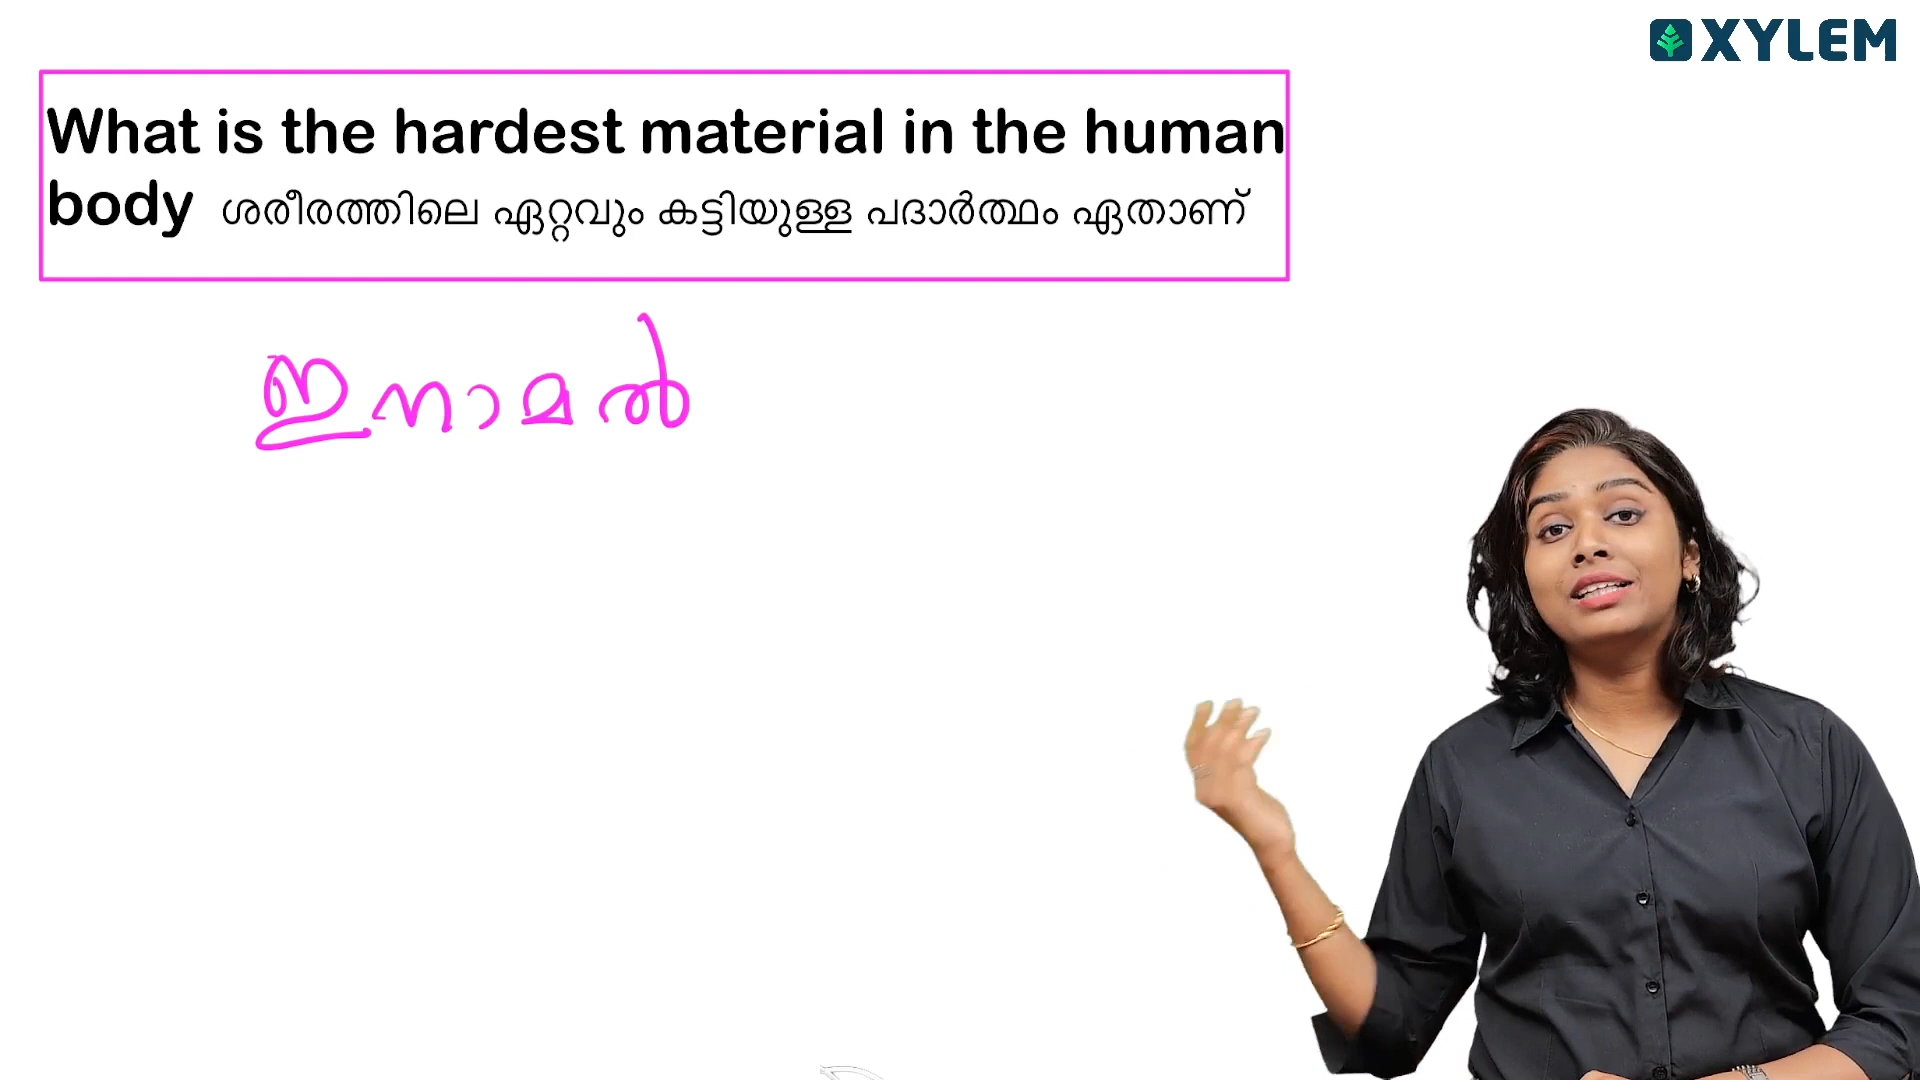 XYLEM
What is the hardest material in the human
body ശരീരത്തിലെ ഏറ്റവും കട്ടിയുള്ള പദാർത്ഥം ഏതാണ്
ഇനാമൽ